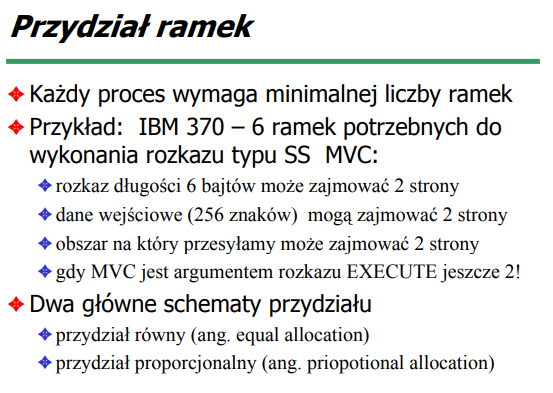 Przydział ramek
Każdy proces wymaga minimalnej liczby ramek
Przykład: IBM 370 – 6 ramek potrzebnych do
wykonania rozkazu typu SS MVC:
rozkaz długości 6 bajtów może zajmować 2 strony
dane wejściowe (256 znaków) mogą zajmować 2 strony
obszar na który przesyłamy może zajmować 2 strony
gdy MVC jest argumentem rozkazu EXECUTE jeszcze 2!
Dwa główne schematy przydziału
przydział równy (ang. equal allocation)
przydział proporcjonalny (ang. priopotional allocation)